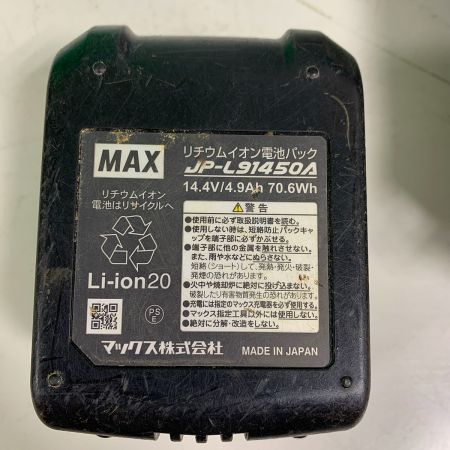 MAX
リチウムイオン電池パック
JP-L91450A
14.4V/4.9Ah 70.6Wh
リチウムイオン
電池はリサイクルへ
Li-ion20
PS
E
⚠警告
●使用前に必ず取扱説明書を読む。
●使用しない時は、短絡防止パックキャ
ップを端子部に必ずかぶせる。
●端子部に他の金属を触れさせない。
また、雨や水などにぬらさない。
短絡(ショート)して、発熱・発火・破裂・
発煙の恐れがあります。
●火中や焼却炉に絶対に投げ込まない。
破裂したり有害物質発生の恐れがあります。
●充電には指定のマックス充電器を必ず使用する。
●マックス指定工具以外には使用しない。
●絶対に分解・改造をしない。
マックス株式会社
MADE IN JAPAN